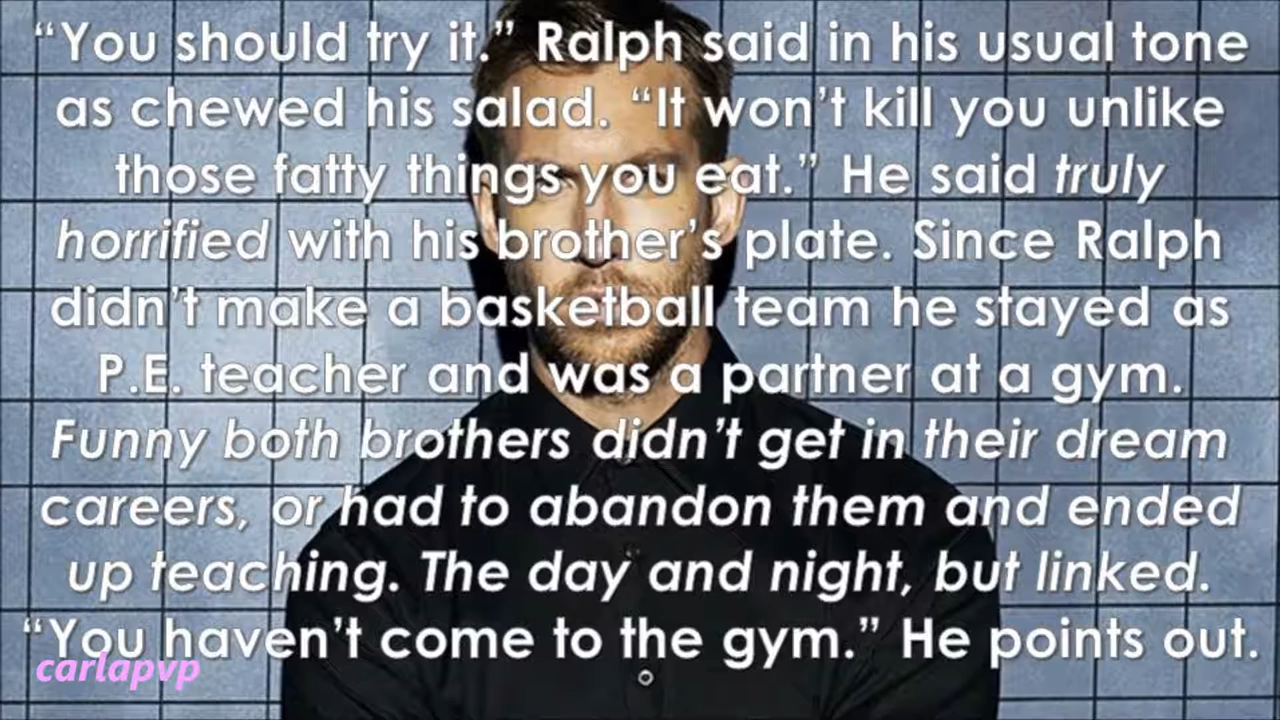 “You should try it.” Ralph said in his usual tone
as chewed his salad. “It won’t kill you unlike
those fatty things you eat.” He said truly
horrified with his brother’s plate. Since Ralph
didn’t make a basketball team he stayed as
P.E. teacher and was a partner at a gym.
Funny both brothers didn’t get in their dream
careers, or had to abandon them and ended
up teaching. The day and night, but linked.
“You haven’t come to the gym.” He points out.
carlapvp